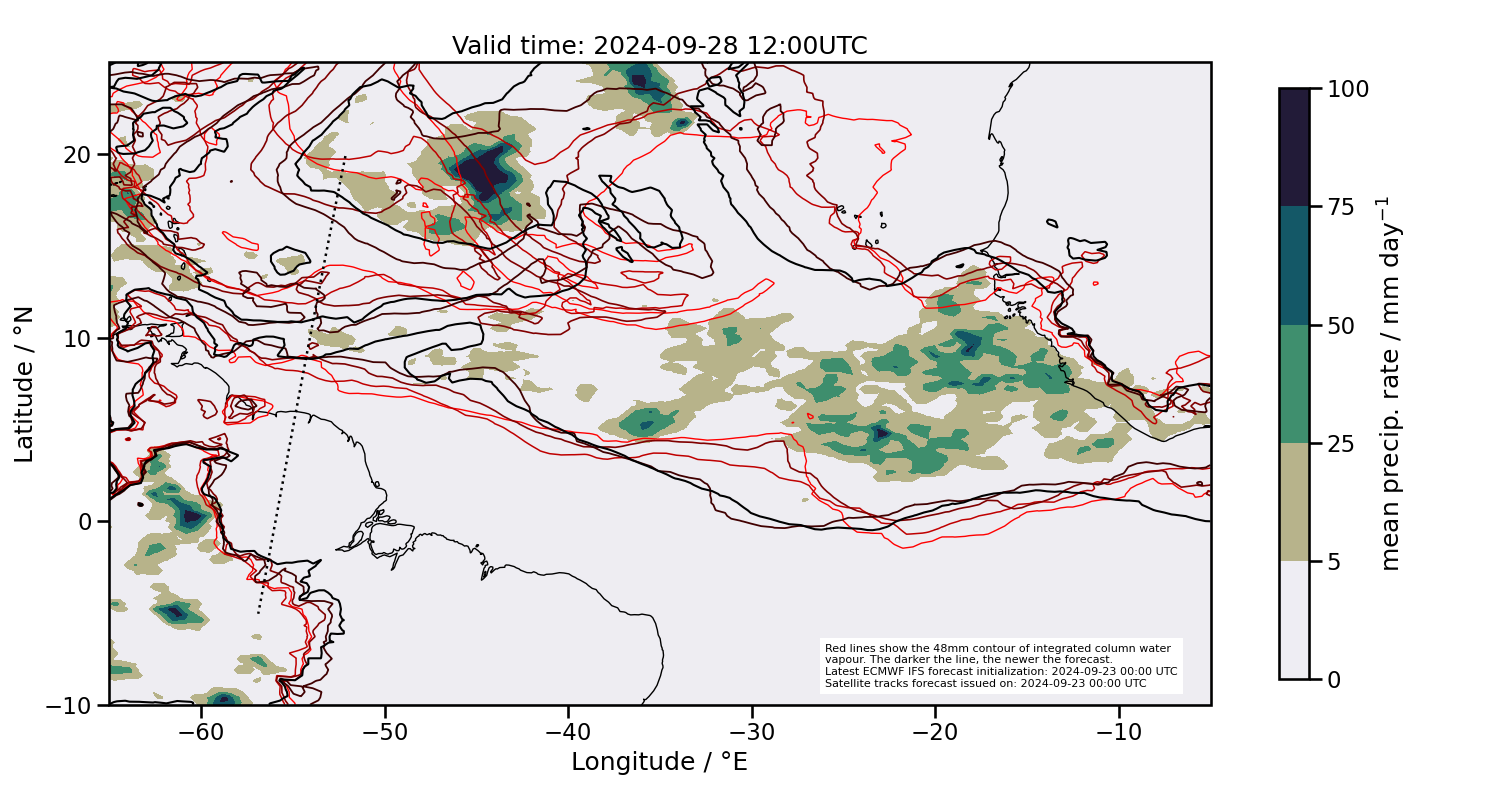 Valid time: 2024-09-28 12:00UTC
Latitude / °N
20
10
0
−10
−60
−50
−40
−30
−20
−10
Longitude / °E
Red lines show the 48mm contour of integrated column water
vapour. The darker the line, the newer the forecast.
Latest ECMWF IFS forecast initialization: 2024-09-23 00:00 UTC
Satellite tracks forecast issued on: 2024-09-23 00:00 UTC
100
75
50
25
5
0
mean precip. rate / mm day⁻¹